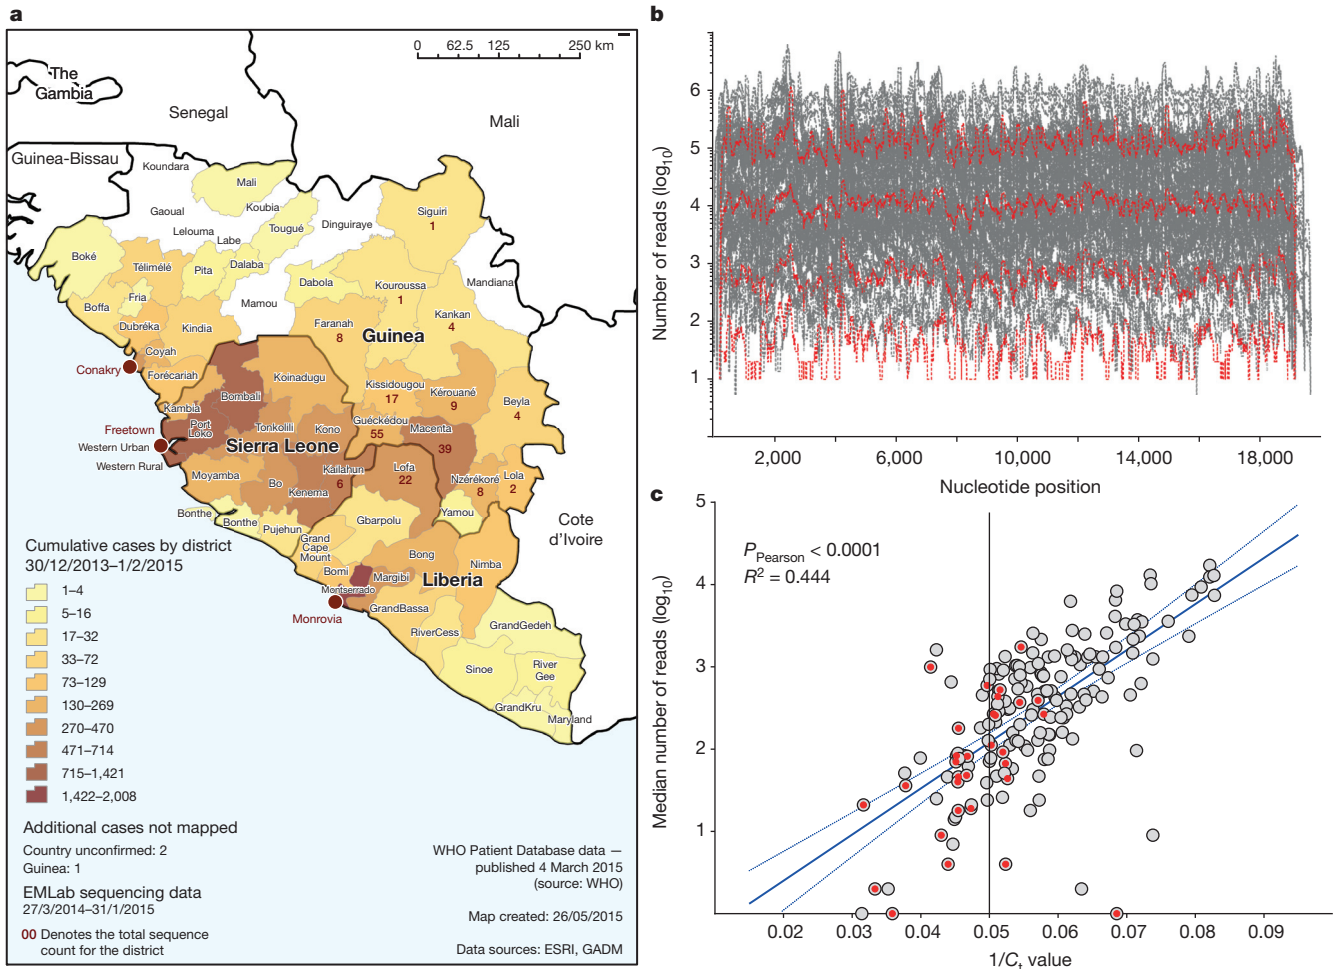 a
0 62.5 125 250 km
The
Gambia
Senegal
Mali
Guinea-Bissau
Koundara
Mali
Gaoual
Koubia
Lelouma
Labe
Tougué
Dinguiraye
Siguiri
1
Boké
Télimélé
Pita
Dalaba
Dabola
Kouroussa
1
Mandiana
Fria
Boffa
Mamou
Kankan
4
Dubréka
Kindia
Faranah
8
Guinea
Coyah
Conakry
Forécariah
Koinadugu
Kissidougou
17
Kérouané
9
Beyla
4
Bombali
Kambia
Port
Loko
Guéckédou
55
Macenta
39
Freetown
Tonkolili
Kono
Western Urban
Sierra Leone
Western Rural
Kailahun
6
Lofa
22
Nzérékoré
8
Lola
2
Moyamba
Bo
Kenema
Bonthe
Bonthe
Pujehun
Gbarpolu
Yamou
Cote
d'Ivoire
Grand
Cape
Mount
Bong
Nimba
Bomi
Margibi
Liberia
Montserrado
GrandBassa
Monrovia
RiverCess
GrandGedeh
Sinoe
River
Gee
GrandKru
Maryland
Cumulative cases by district
30/12/2013–1/2/2015
1–4
5–16
17–32
33–72
73–129
130–269
270–470
471–714
715–1,421
1,422–2,008
Additional cases not mapped
Country unconfirmed: 2
Guinea: 1
EMLab sequencing data
27/3/2014–31/1/2015
00 Denotes the total sequence
count for the district
WHO Patient Database data —
published 4 March 2015
(source: WHO)
Map created: 26/05/2015
Data sources: ESRI, GADM
b
Number of reads (log10)
6
5
4
3
2
1
2,000 6,000 10,000 14,000 18,000
Nucleotide position
c
Median number of reads (log10)
5
4
3
2
1
PPearson < 0.0001
R² = 0.444
0.02 0.03 0.04 0.05 0.06 0.07 0.08 0.09
1/Ct value